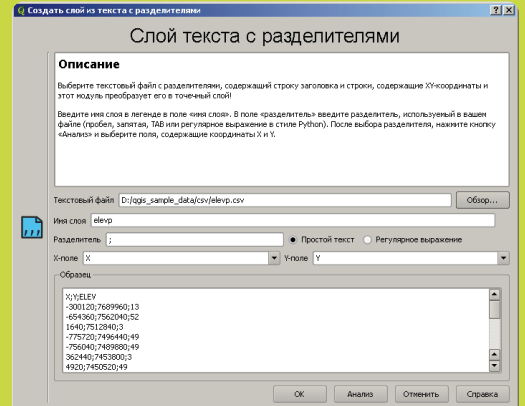 Создать слой из текста с разделителями
Слой текста с разделителями
Описание
Выберите текстовый файл с разделителями, содержащий строку заголовка и строки, содержащие XY-координаты и
этот модуль преобразует его в точечный слой!
Введите имя слоя в легенде в поле «имя слоя». В поле «разделитель» введите разделитель, используемый в вашем
файле (пробел, запятая, TAB или регулярное выражение в стиле Python). После выбора разделителя, нажмите кнопку
«Анализ» и выберите поля, содержащие координаты X и Y.
Текстовый файл D:/qgis_sample_data/csv/elevp.csv Обзор...
Имя слоя elevp
Разделитель ; Простой текст Регулярное выражение
X-поле X Y-поле Y
Образец
X;Y;ELEV
-300120;7689960;13
-654360;7562040;52
1640;7512840;3
-775720;7496440;49
-756040;7489880;49
362440;7453800;3
4920;7450520;49
OK Анализ Отменить Справка